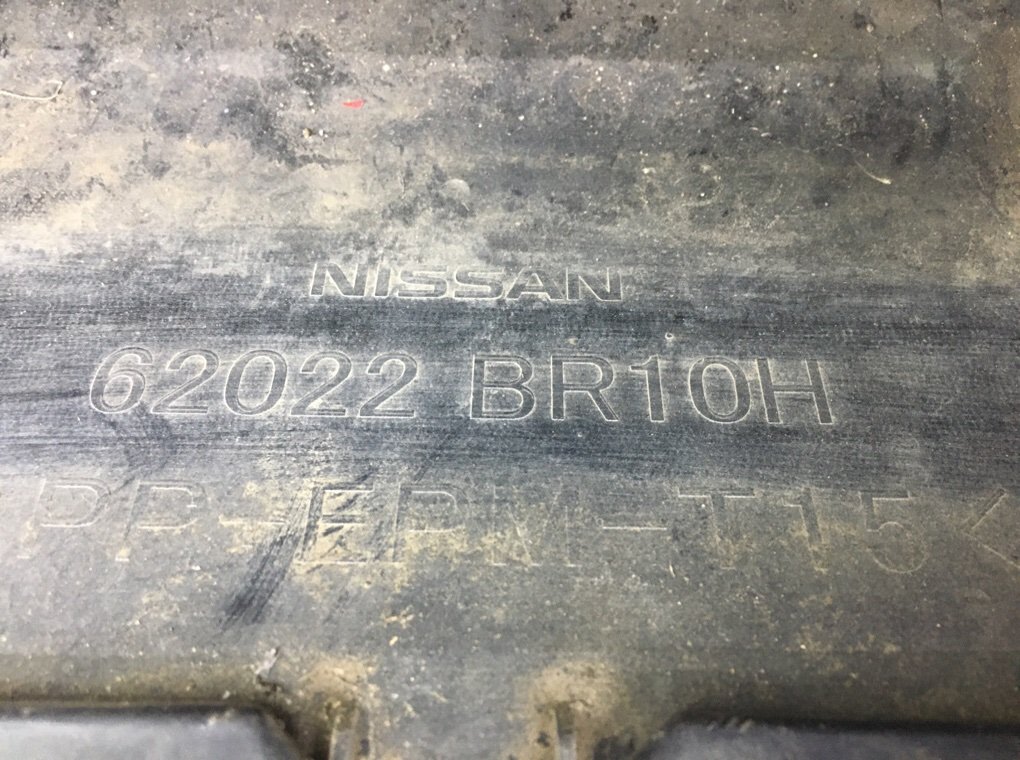 NISSAN
62022 BR10H
PP-EPM-T15<